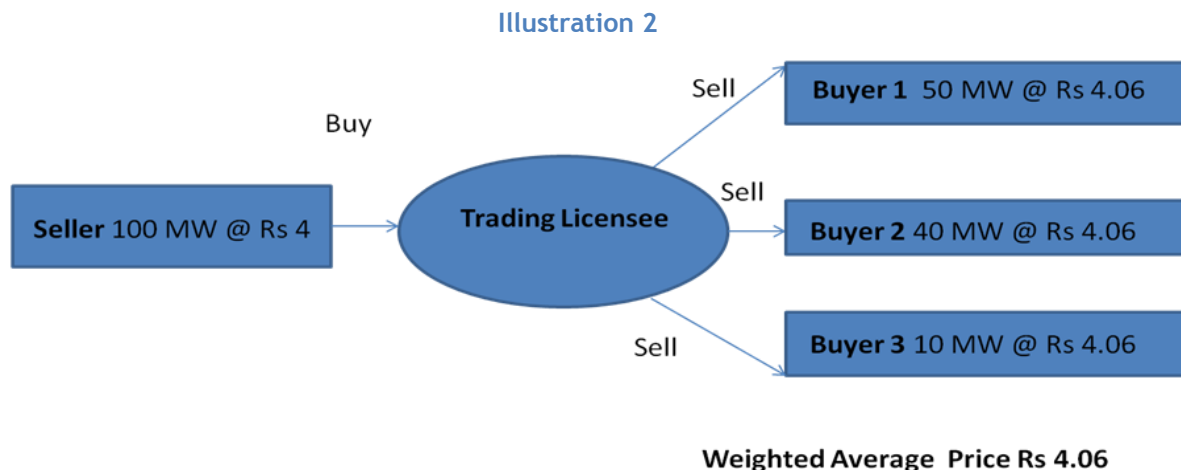 Illustration 2
Buy
Seller 100 MW @ Rs 4
Trading Licensee
Sell
Buyer 1 50 MW @ Rs 4.06
Sell
Buyer 2 40 MW @ Rs 4.06
Sell
Buyer 3 10 MW @ Rs 4.06
Weighted Average Price Rs 4.06